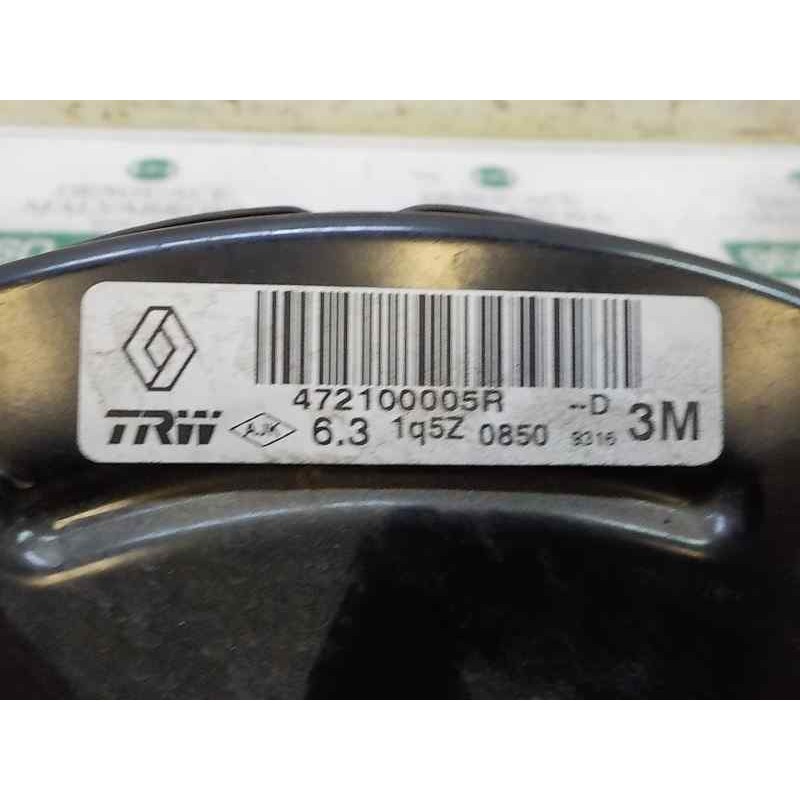 472100005R --D
TRW AJK 6.3 1q5Z 0850 9316 3M